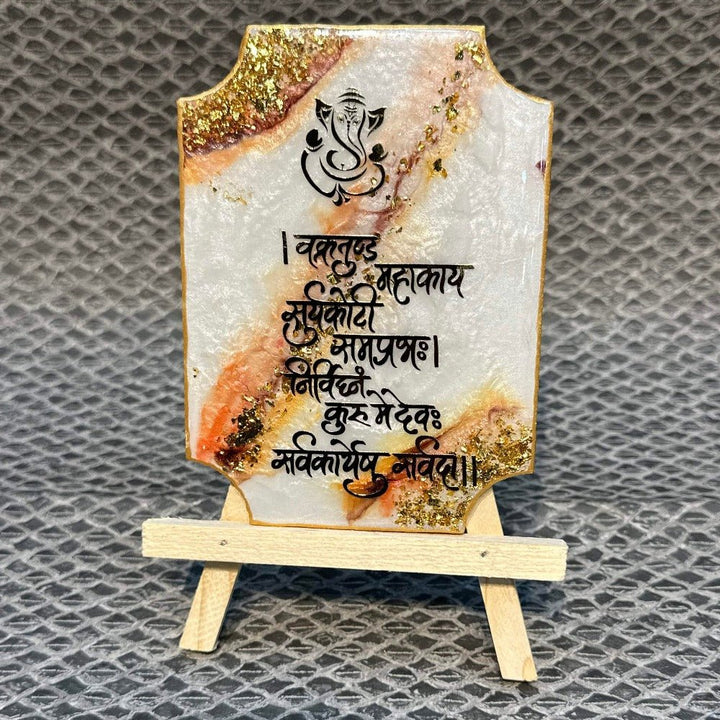 । वक्रतुण्ड
महाकाय
सुर्यकोटी
समप्रभः।
निर्विघ्नं
कुरु मे देवः
सर्वकार्येषु सर्वदा।।